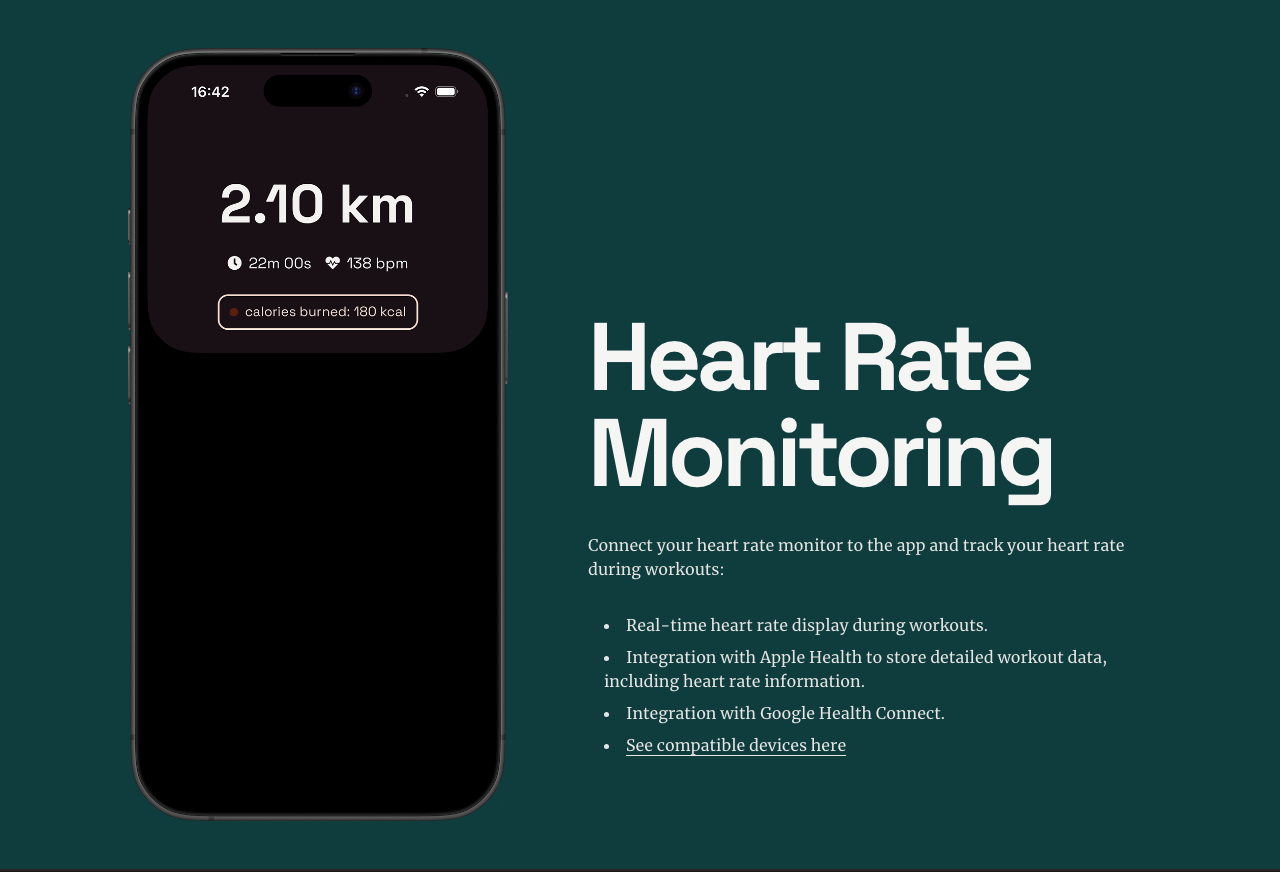 16:42
2.10 km
22m 00s 138 bpm
calories burned: 180 kcal
Heart Rate
Monitoring
Connect your heart rate monitor to the app and track your heart rate
during workouts:
• Real-time heart rate display during workouts.
• Integration with Apple Health to store detailed workout data,
including heart rate information.
• Integration with Google Health Connect.
• See compatible devices here